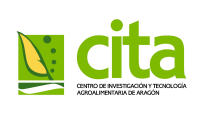 cita
CENTRO DE INVESTIGACIÓN Y TECNOLOGÍA
AGROALIMENTARIA DE ARAGÓN